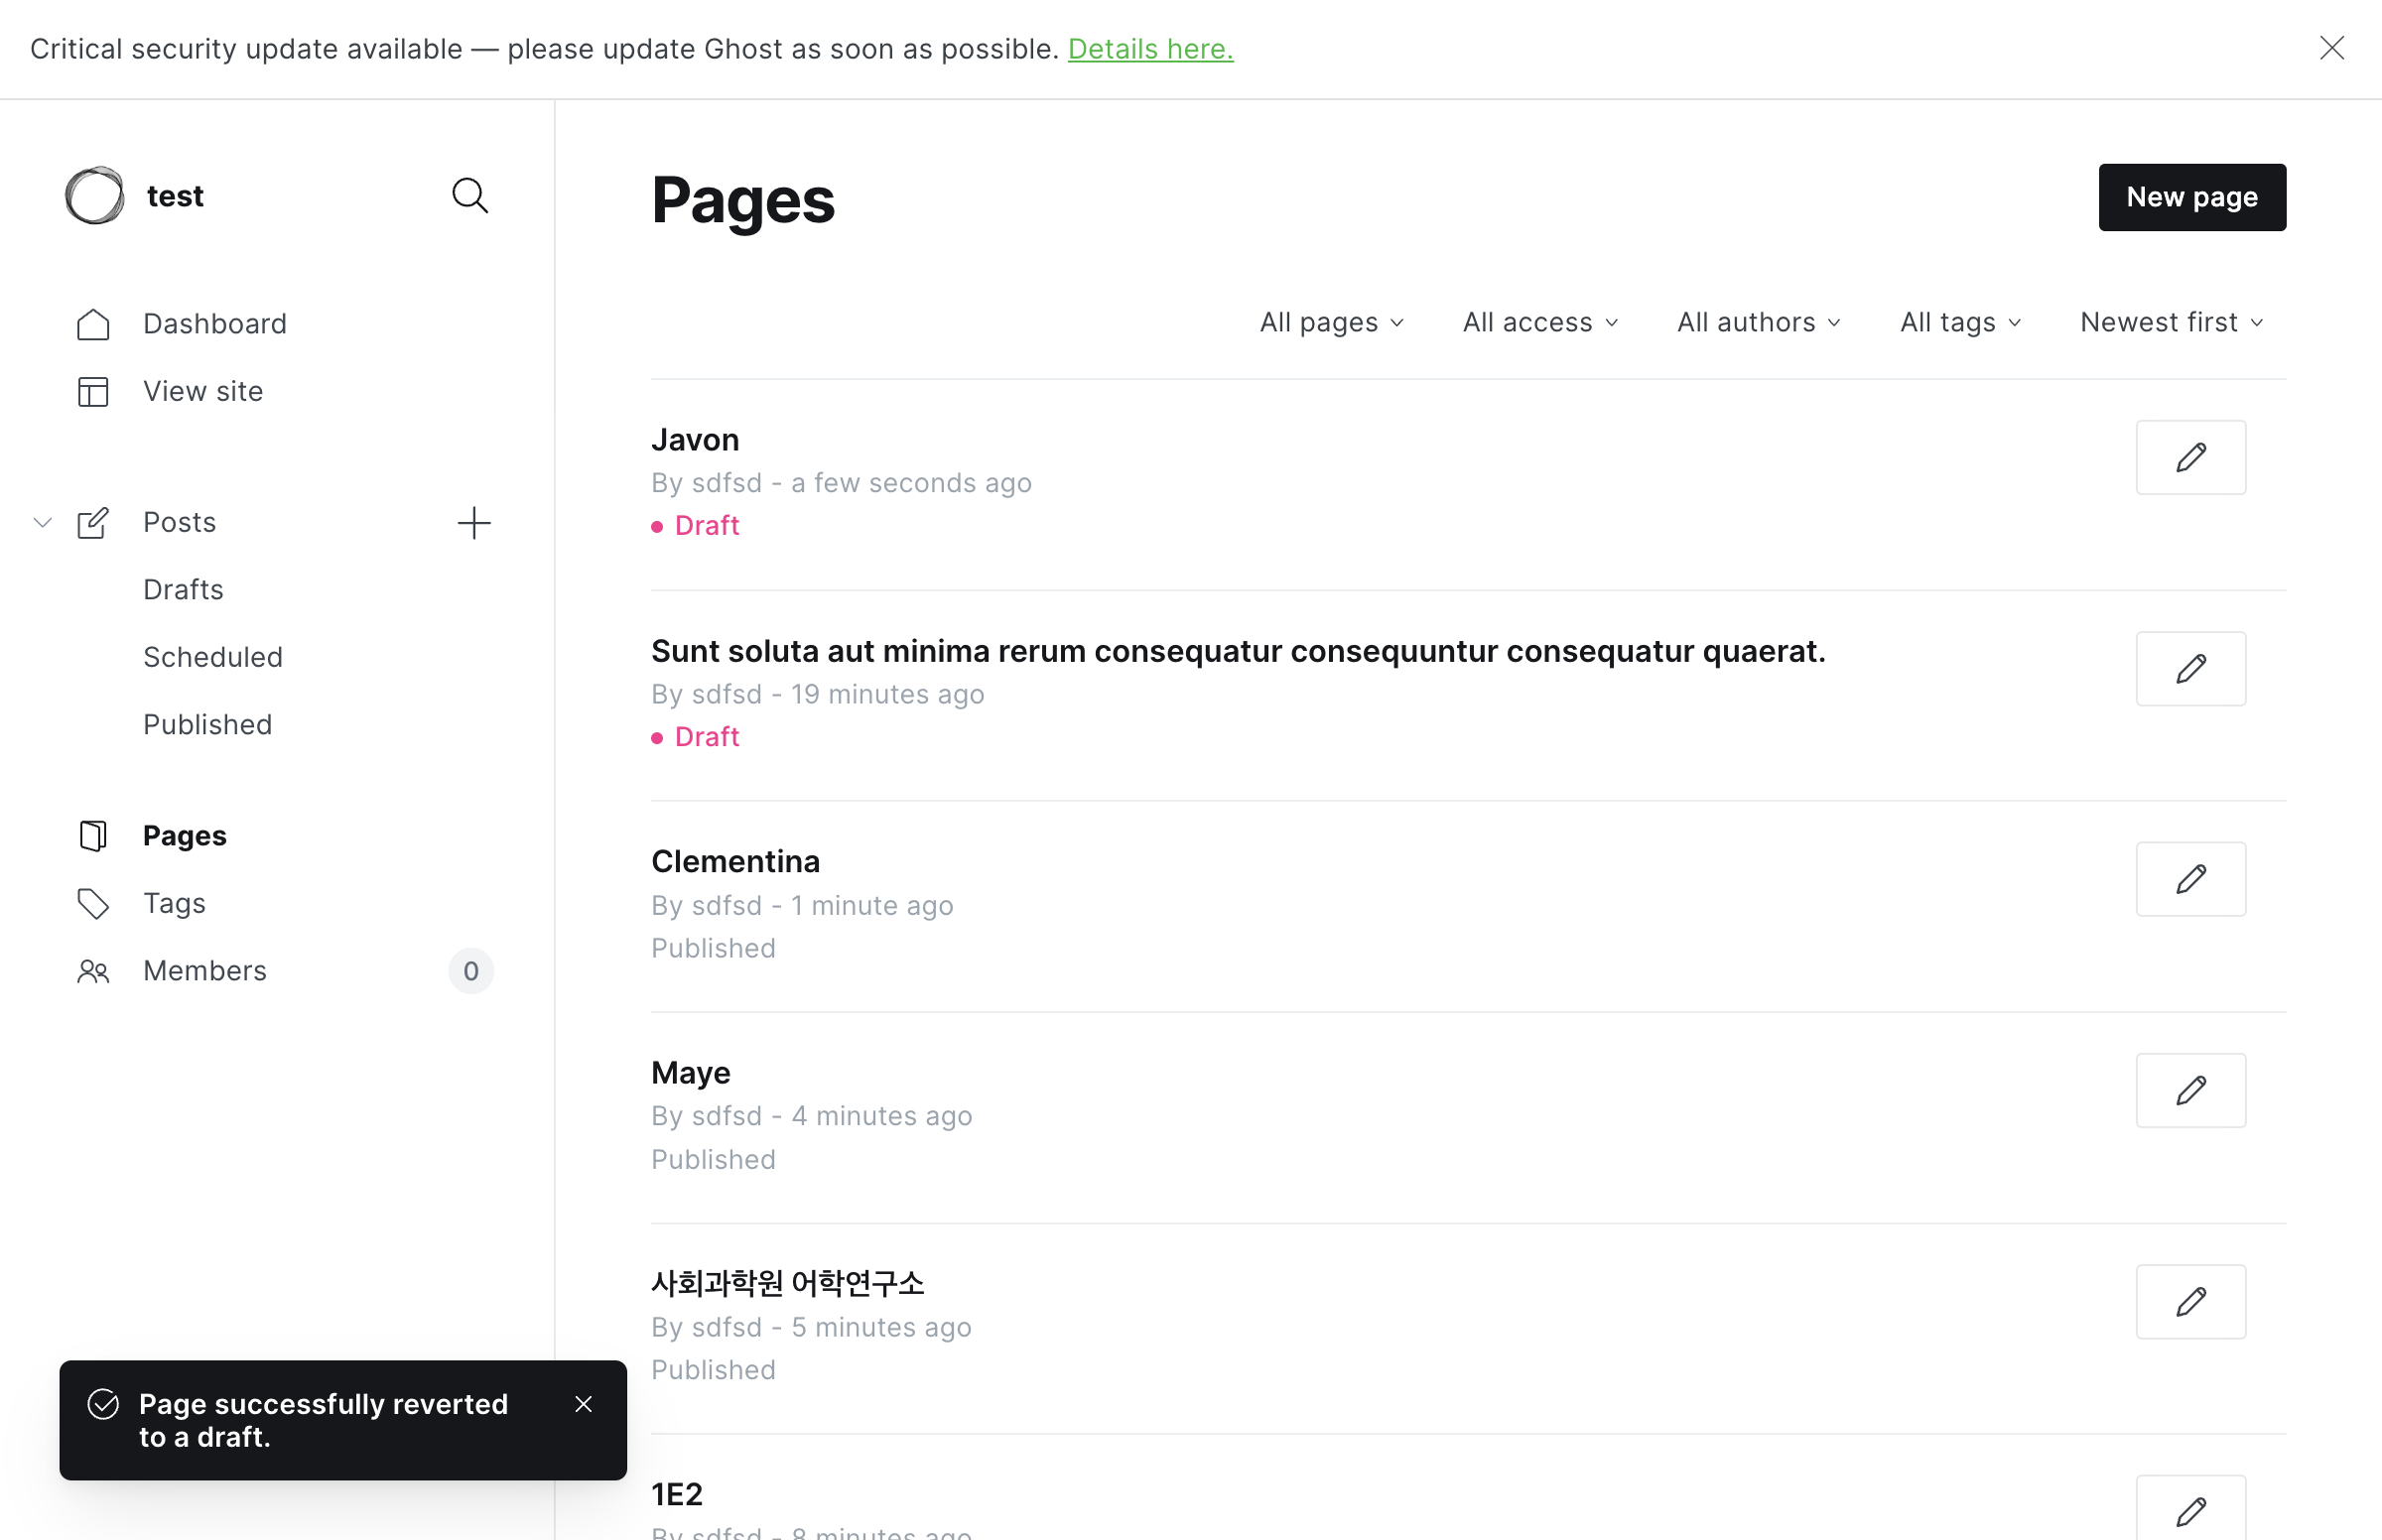 Critical security update available — please update Ghost as soon as possible. Details here.
test
Dashboard
View site
Posts
Drafts
Scheduled
Published
Pages
Tags
Members
0
Pages
New page
All pages
All access
All authors
All tags
Newest first
Javon
By sdfsd - a few seconds ago
Draft
Sunt soluta aut minima rerum consequatur consequuntur consequatur quaerat.
By sdfsd - 19 minutes ago
Draft
Clementina
By sdfsd - 1 minute ago
Published
Maye
By sdfsd - 4 minutes ago
Published
사회과학원 어학연구소
By sdfsd - 5 minutes ago
Published
1E2
By sdfsd - 8 minutes ago
Page successfully reverted
to a draft.